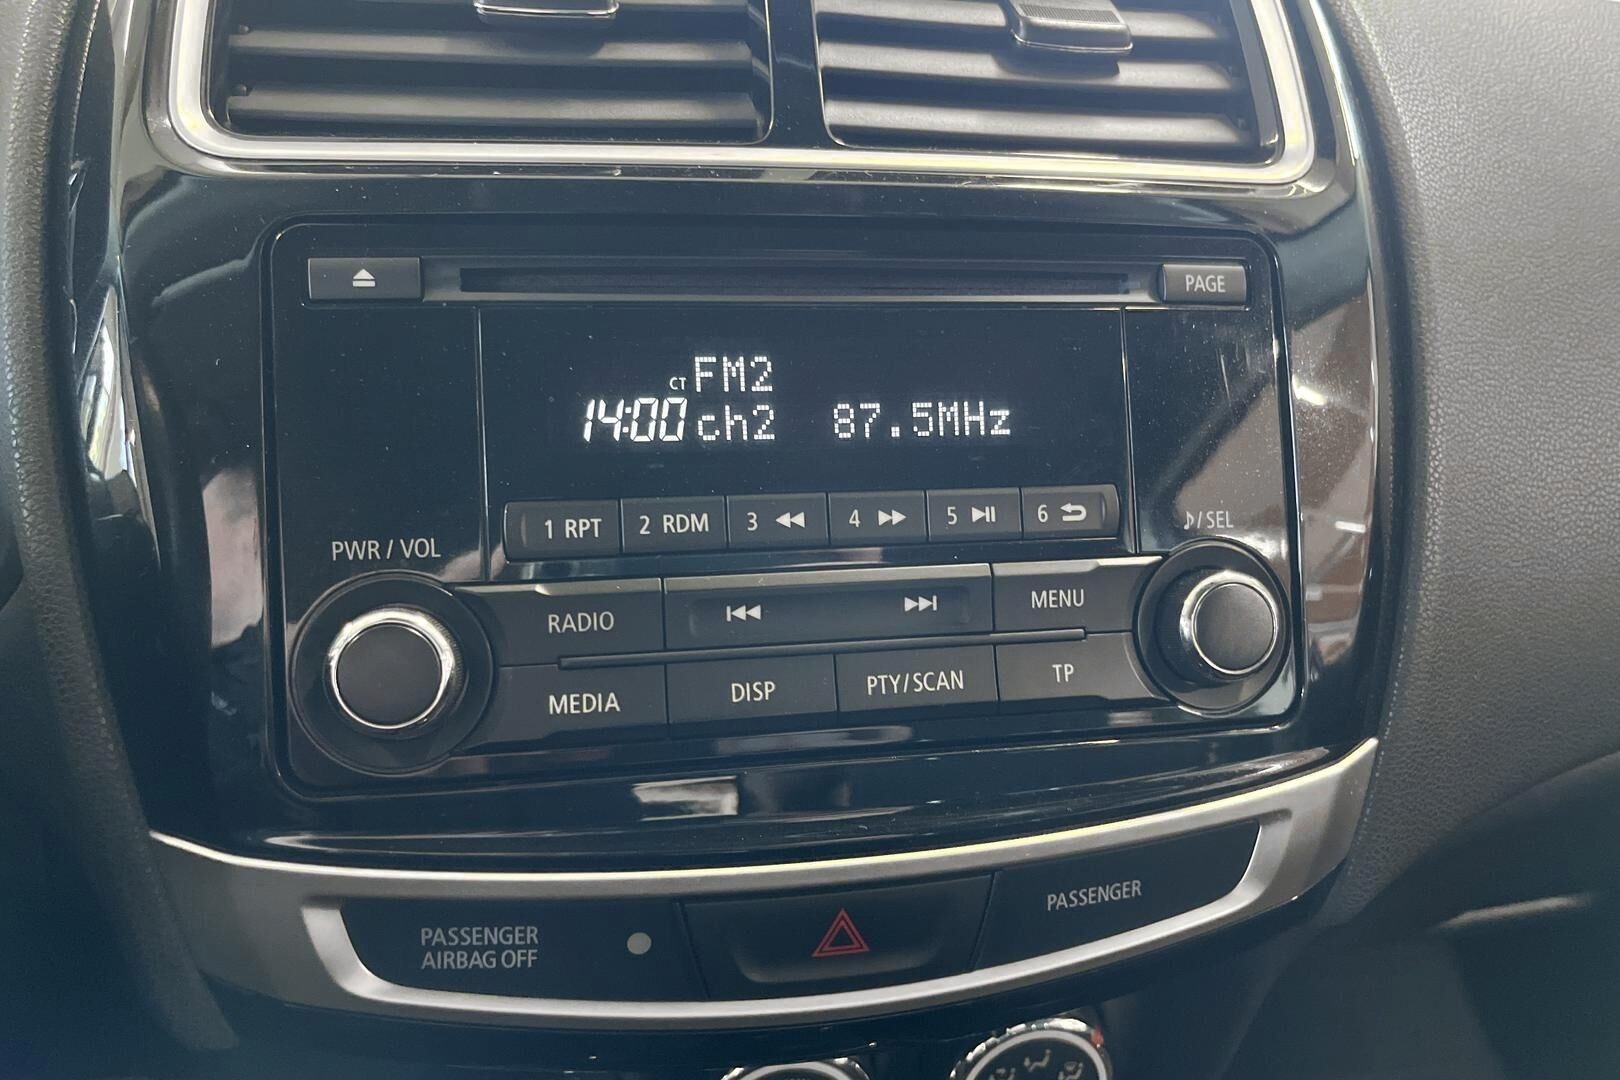 PAGE
CT FM2
14:00 ch2 87.5MHz
1 RPT 2 RDM 3 4 5 6
PWR / VOL
/SEL
RADIO MENU
MEDIA DISP PTY/SCAN TP
PASSENGER
AIRBAG OFF
PASSENGER